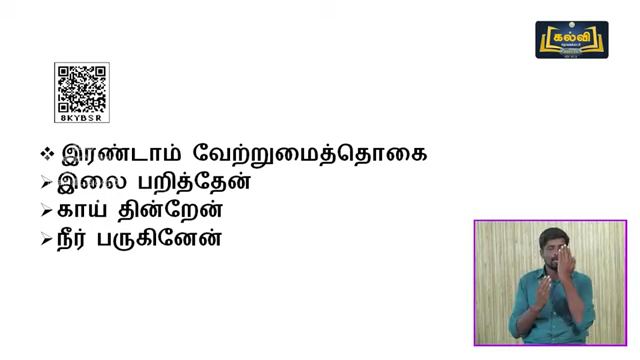 கல்வி
8KYBSR
❖ இரண்டாம் வேற்றுமைத்தொகை
➢ இலை பறித்தேன்
➢ காய் தின்றேன்
➢ நீர் பருகினேன்